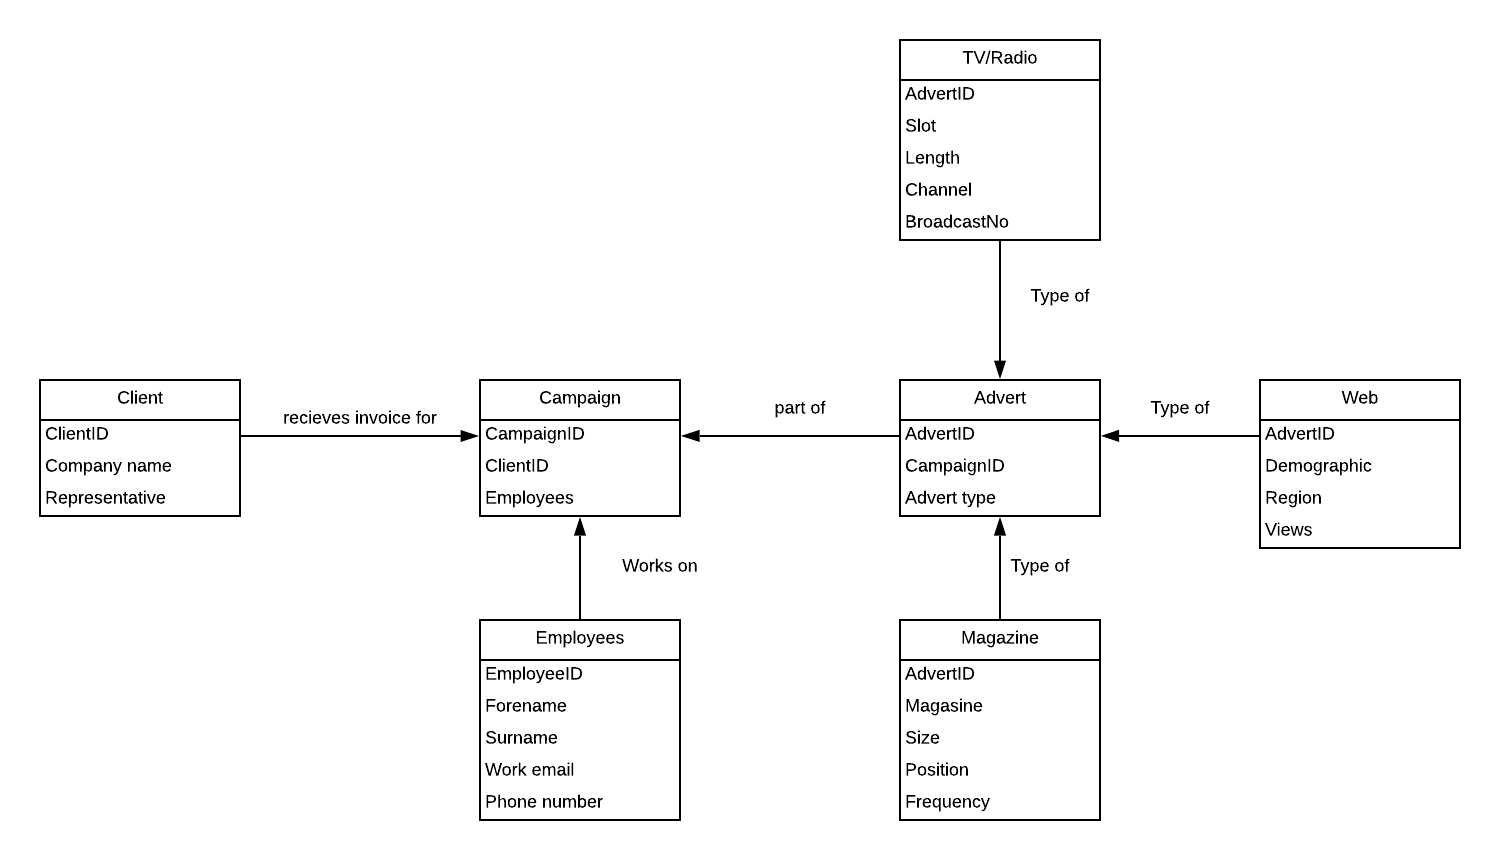 TV/Radio
AdvertID
Slot
Length
Channel
BroadcastNo
Type of
Client
ClientID
Company name
Representative
recieves invoice for
Campaign
CampaignID
ClientID
Employees
part of
Advert
AdvertID
CampaignID
Advert type
Type of
Web
AdvertID
Demographic
Region
Views
Works on
Type of
Employees
EmployeeID
Forename
Surname
Work email
Phone number
Magazine
AdvertID
Magasine
Size
Position
Frequency